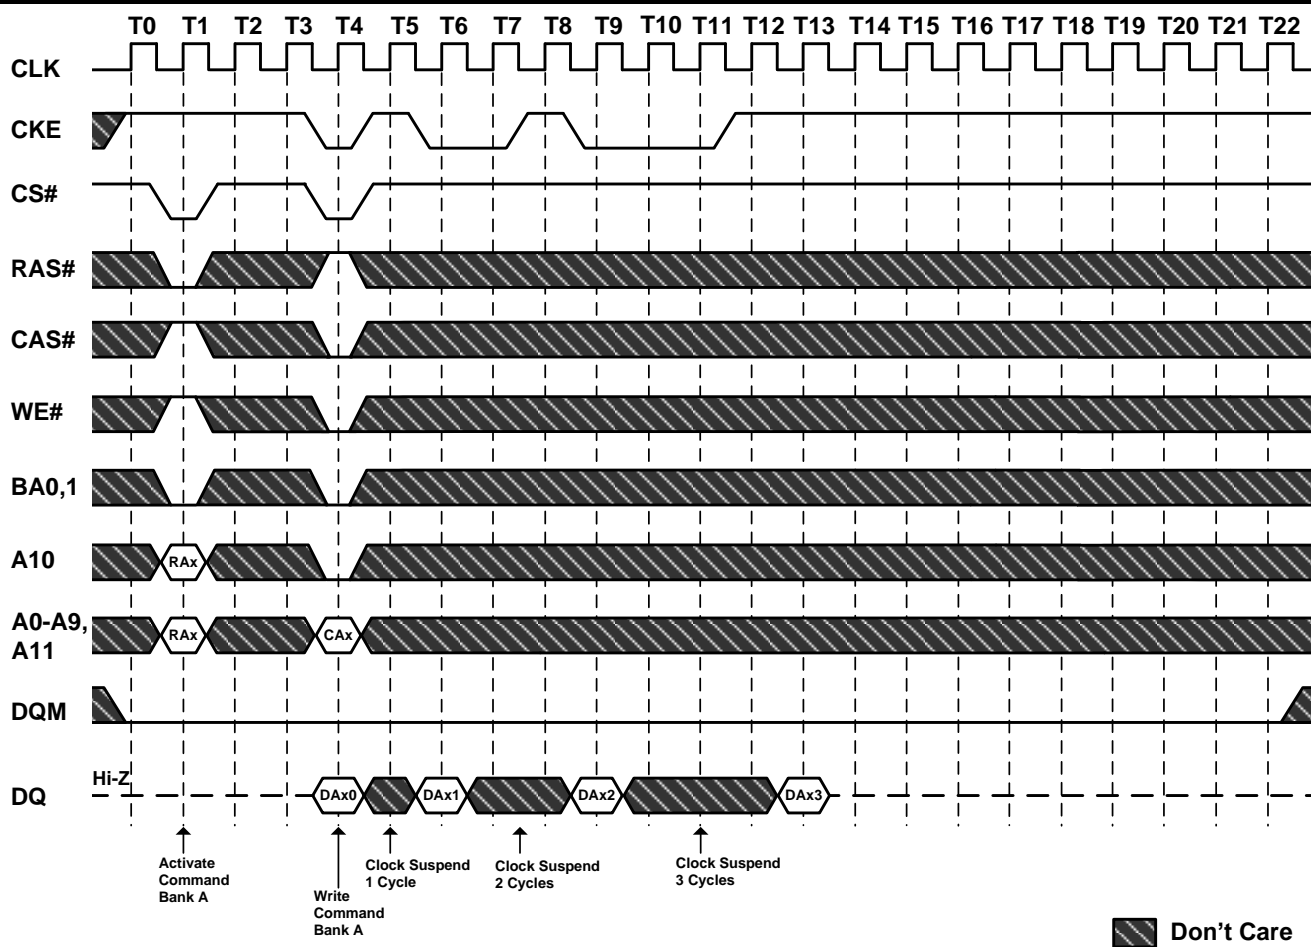 T0 T1 T2 T3 T4 T5 T6 T7 T8 T9 T10 T11 T12 T13 T14 T15 T16 T17 T18 T19 T20 T21 T22
CLK
CKE
CS#
RAS#
CAS#
WE#
BA0,1
A10
RAx
A0-A9,
A11
RAx
CAx
DQM
Hi-Z
DQ
DAx0
DAx1
DAx2
DAx3
Activate
Command
Bank A
Write
Command
Bank A
Clock Suspend
1 Cycle
Clock Suspend
2 Cycles
Clock Suspend
3 Cycles
Don't Care